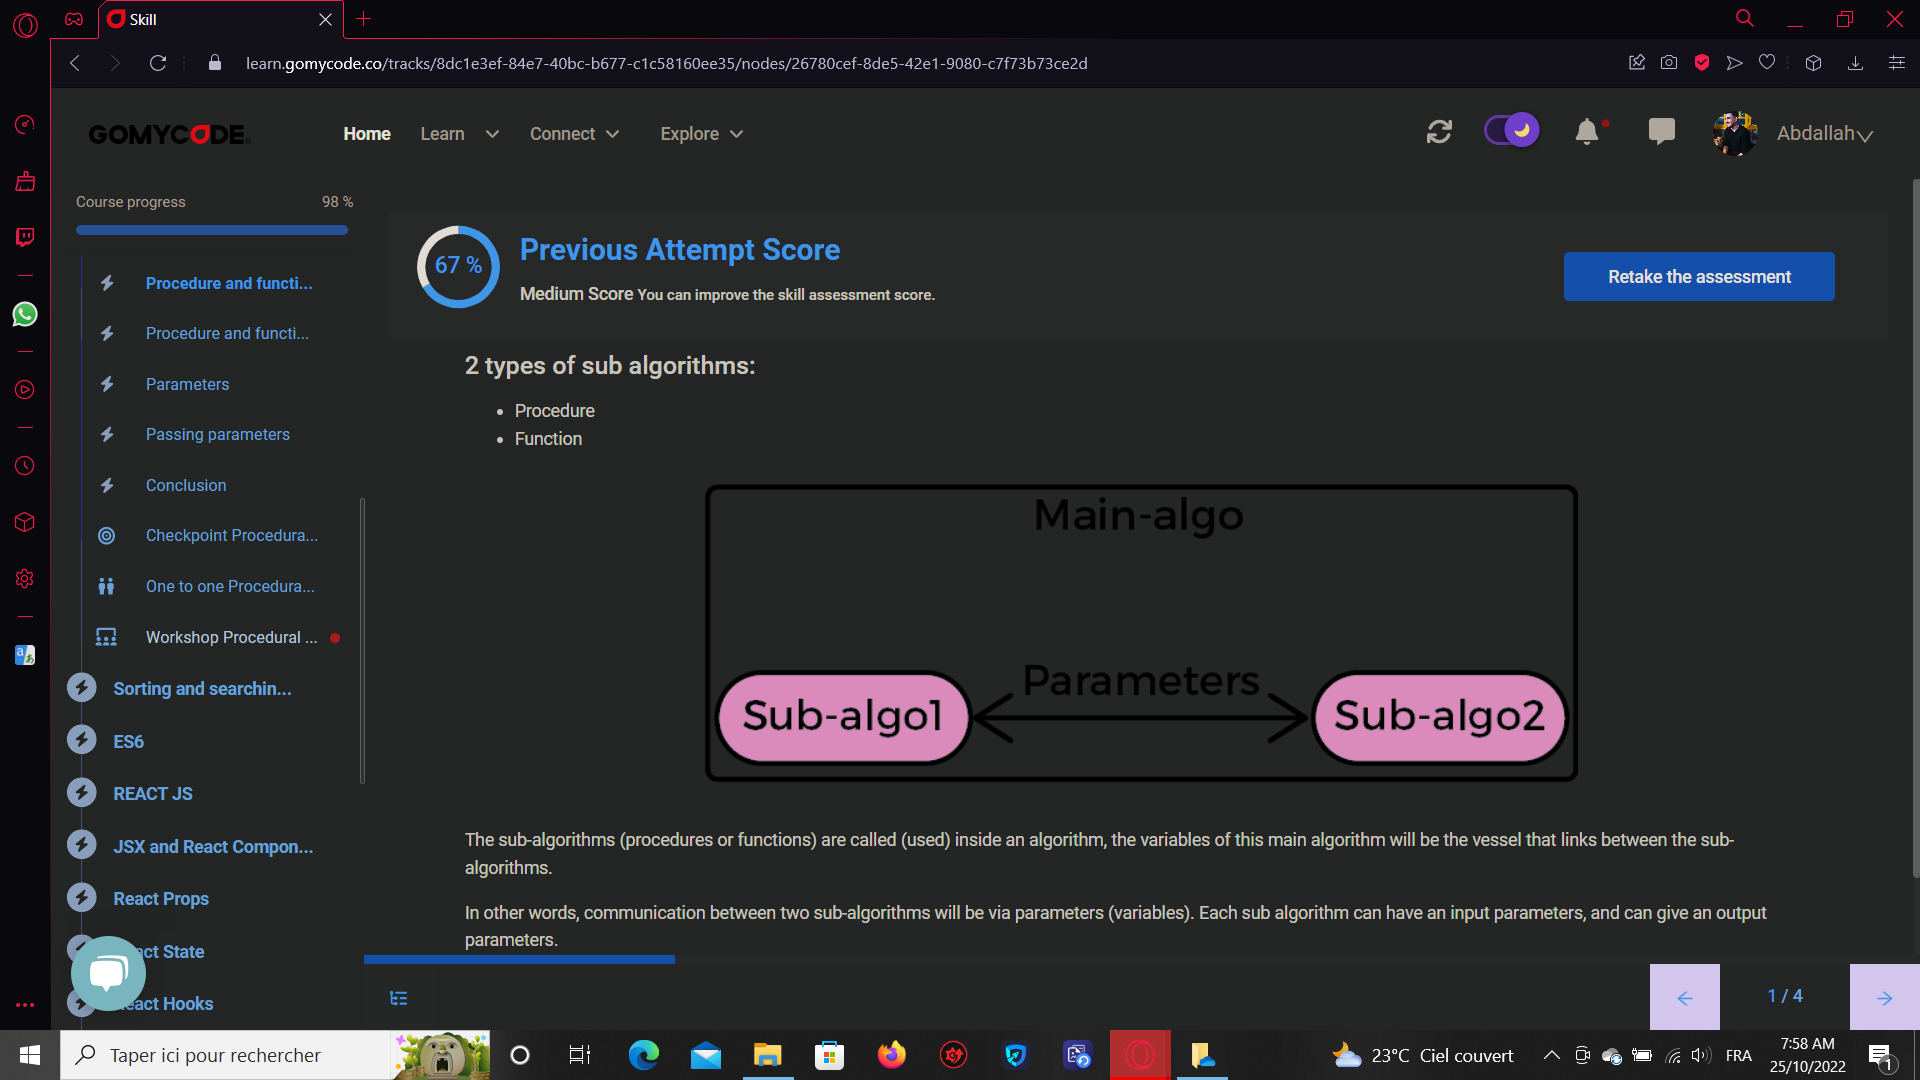 Skill
learn.gomycode.co/tracks/8dc1e3ef-84e7-40bc-b677-c1c58160ee35/nodes/26780cef-8de5-42e1-9080-c7f73b73ce2d
GOMYCODE
Home Learn Connect Explore
Abdallah
Course progress 98 %
Procedure and functi...
Procedure and functi...
Parameters
Passing parameters
Conclusion
Checkpoint Procedura...
One to one Procedura...
Workshop Procedural ...
Sorting and searchin...
ES6
REACT JS
JSX and React Compon...
React Props
ct State
eact Hooks
67 %
Previous Attempt Score
Medium Score You can improve the skill assessment score.
Retake the assessment
2 types of sub algorithms:
• Procedure
• Function
Main-algo
Parameters
Sub-algo1 Sub-algo2
The sub-algorithms (procedures or functions) are called (used) inside an algorithm, the variables of this main algorithm will be the vessel that links between the sub-
algorithms.
In other words, communication between two sub-algorithms will be via parameters (variables). Each sub algorithm can have an input parameters, and can give an output
parameters.
1 / 4
Taper ici pour rechercher
23°C Ciel couvert
FRA
7:58 AM
25/10/2022
1